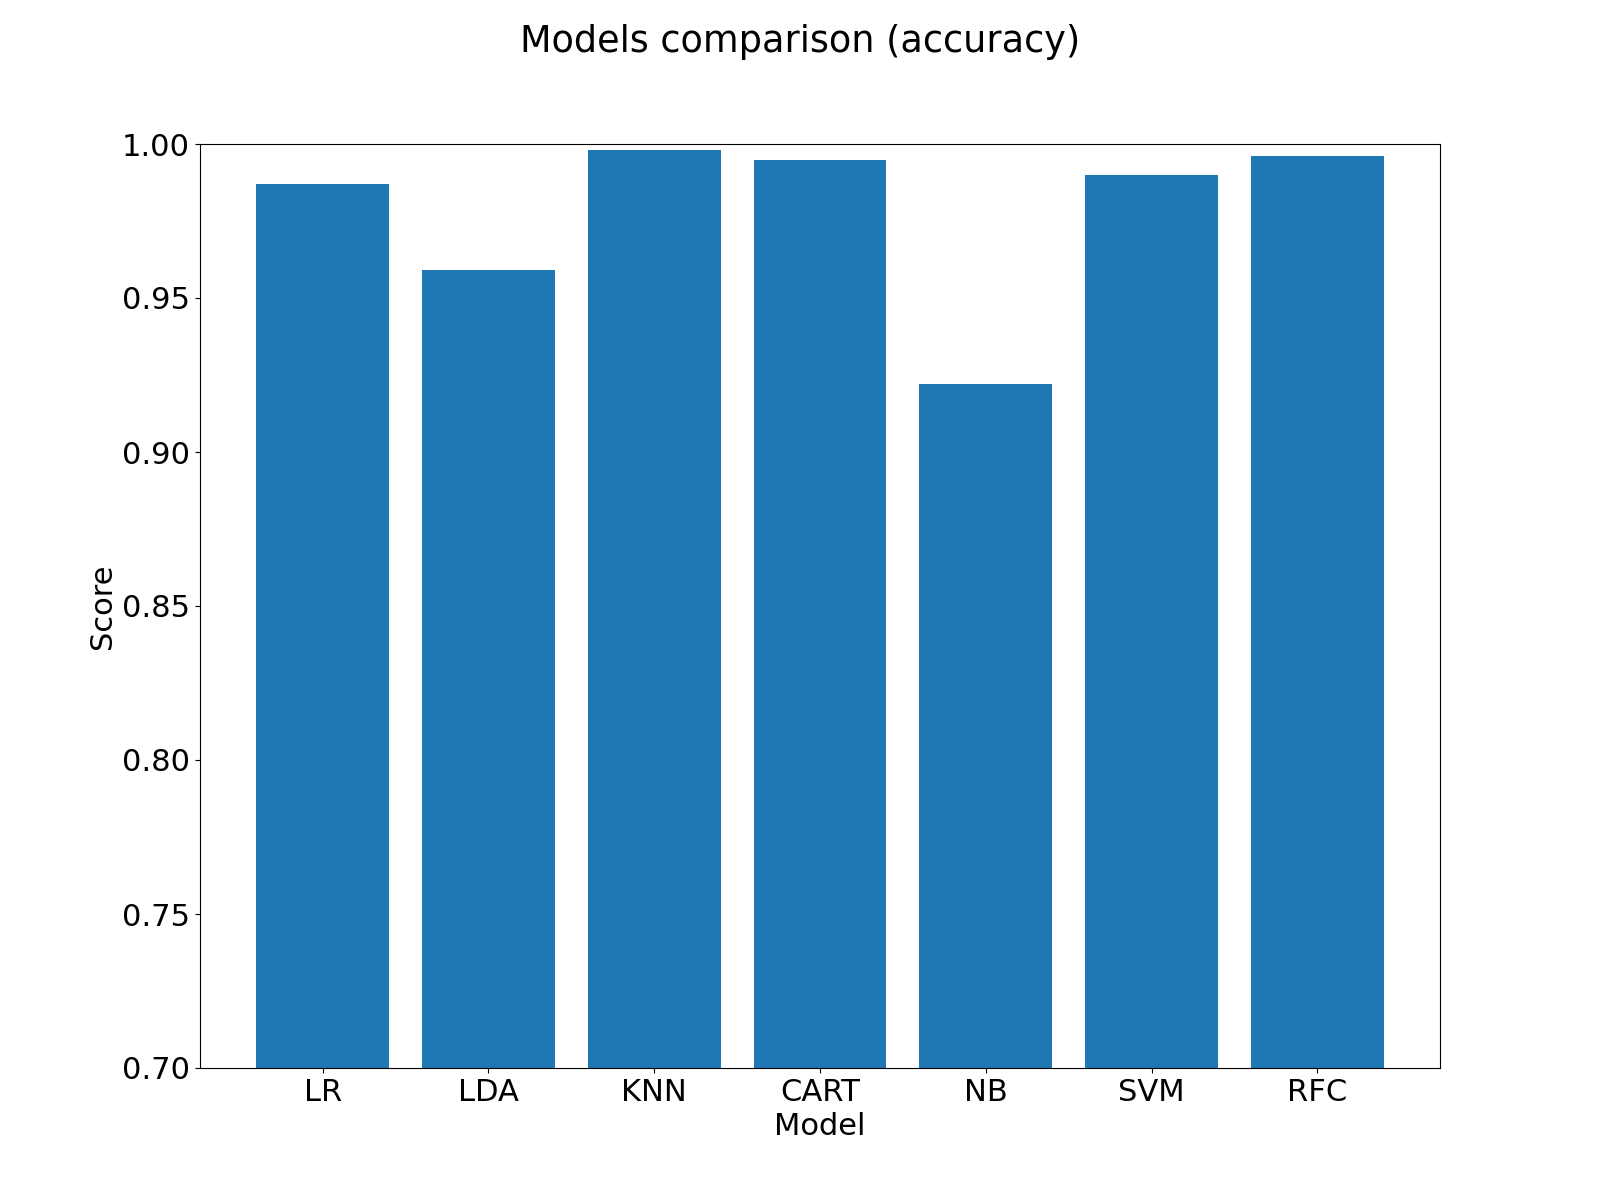 Models comparison (accuracy)
1.00
0.95
0.90
0.85
0.80
0.75
0.70
Score
LR LDA KNN CART NB SVM RFC
Model